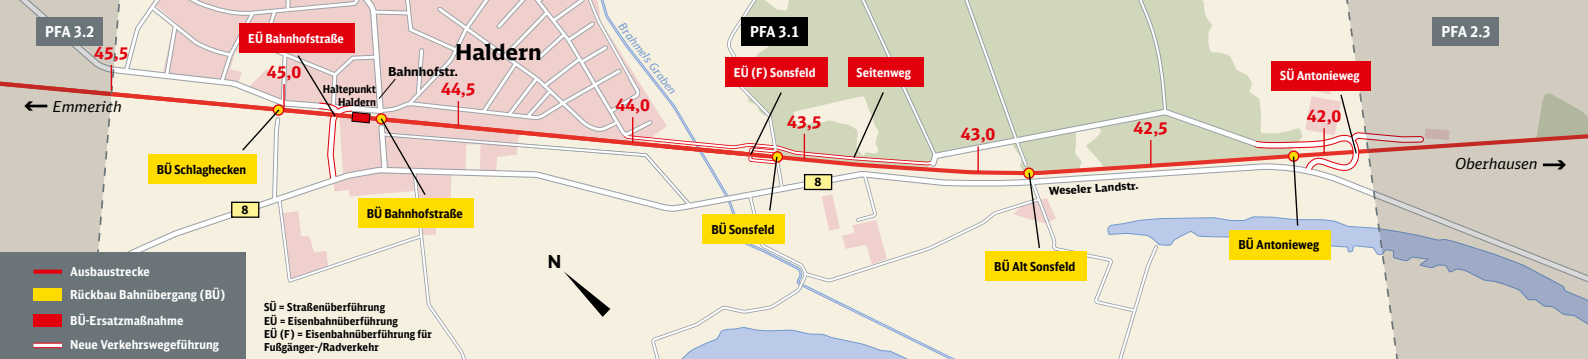 PFA 3.2
PFA 3.1
PFA 2.3
EÜ Bahnhofstraße
Haldern
Brahmels Graben
45,5
45,0
Bahnhofstr.
Haltepunkt
Haldern
44,5
44,0
EÜ (F) Sonsfeld
Seitenweg
SÜ Antonieweg
43,5
43,0
42,5
42,0
← Emmerich
Oberhausen →
BÜ Schlaghecken
8
BÜ Bahnhofstraße
8
Weseler Landstr.
BÜ Sonsfeld
BÜ Alt Sonsfeld
BÜ Antonieweg
N
Ausbaustrecke
Rückbau Bahnübergang (BÜ)
BÜ-Ersatzmaßnahme
Neue Verkehrswegeführung
SÜ = Straßenüberführung
EÜ = Eisenbahnüberführung
EÜ (F) = Eisenbahnüberführung für
Fußgänger-/Radverkehr